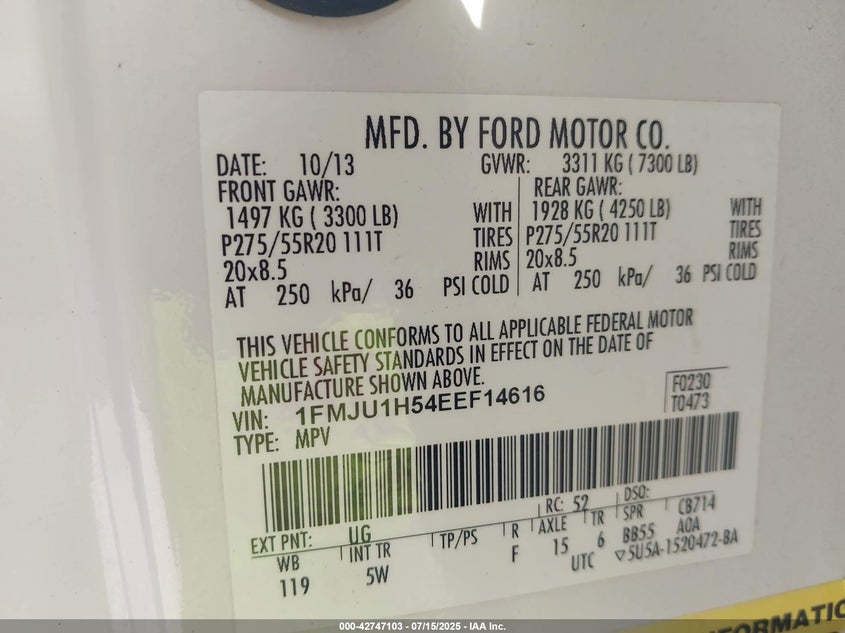 MFD. BY FORD MOTOR CO.
DATE: 10/13 GVWR: 3311 KG ( 7300 LB)
FRONT GAWR: REAR GAWR:
1497 KG ( 3300 LB) WITH 1928 KG ( 4250 LB) WITH
P275/55R20 111T TIRES P275/55R20 111T TIRES
20x8.5 RIMS 20x8.5 RIMS
AT 250 kPa/ 36 PSI COLD AT 250 kPa/ 36 PSI COLD
THIS VEHICLE CONFORMS TO ALL APPLICABLE FEDERAL MOTOR
VEHICLE SAFETY STANDARDS IN EFFECT ON THE DATE OF
MANUFACTURE SHOWN ABOVE.
VIN: 1FMJU1H54EEF14616
TYPE: MPV
F0230
T0473
RC: 52 DSO:
EXT PNT: UG
WB INT TR TP/PS R AXLE TR SPR CB714
119 5W F 15 6 BB55 A0A
UTC ▽5U5A-1520472-BA
FORMATION
000-42747103 - 07/15/2025 - IAA Inc.